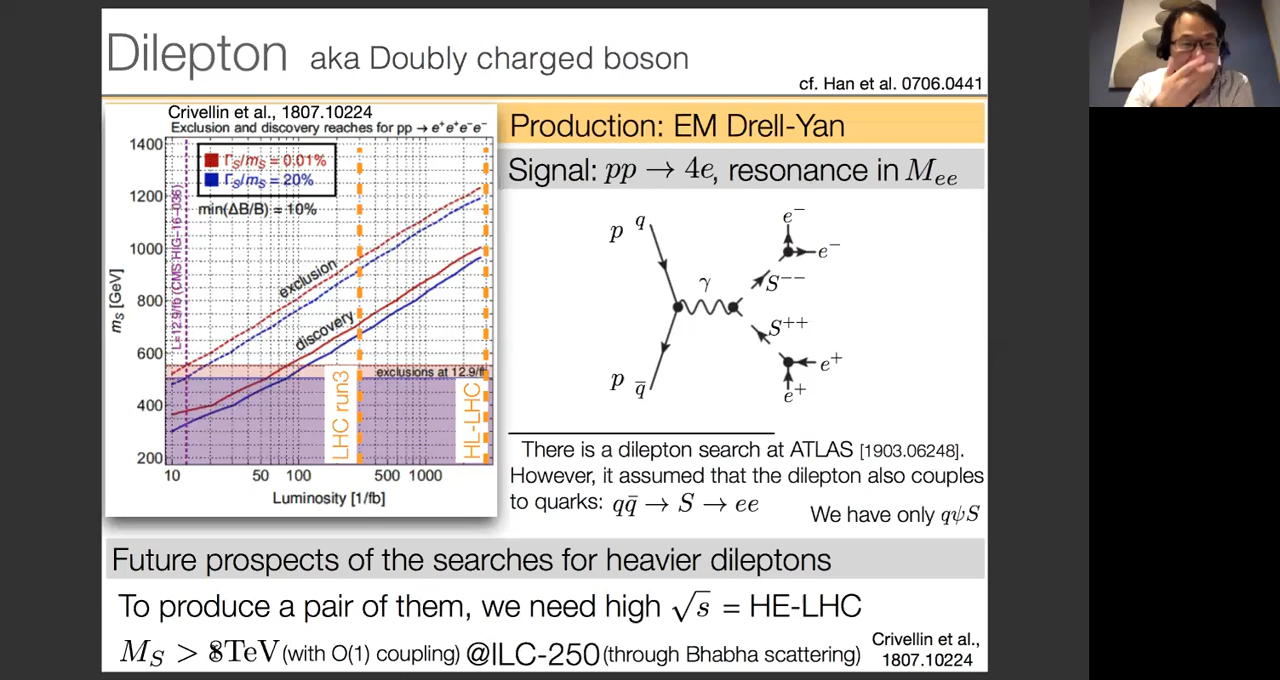 Dilepton aka Doubly charged boson
cf. Han et al. 0706.0441
Crivellin et al., 1807.10224
Exclusion and discovery reaches for pp → e⁺e⁺e⁻e⁻
1400
1200
1000
800
600
400
200
m_S [GeV]
Γ_S/m_S = 0.01%
Γ_S/m_S = 20%
min(ΔB/B) = 10%
L=12.9/fb (CMS HIG-16-036)
exclusion
discovery
exclusions at 12.9/f
LHC run3
HL-LHC
10 50 100 500 1000
Luminosity [1/fb]
Production: EM Drell-Yan
Signal: pp → 4e, resonance in M_ee
p q
γ
p q̄
e⁻
e⁻
S⁻⁻
S⁺⁺
e⁺
e⁺
There is a dilepton search at ATLAS [1903.06248].
However, it assumed that the dilepton also couples
to quarks: qq̄ → S → ee
We have only qψS
Future prospects of the searches for heavier dileptons
To produce a pair of them, we need high √s = HE-LHC
M_S > 8TeV (with O(1) coupling) @ILC-250 (through Bhabha scattering)
Crivellin et al.,
1807.10224